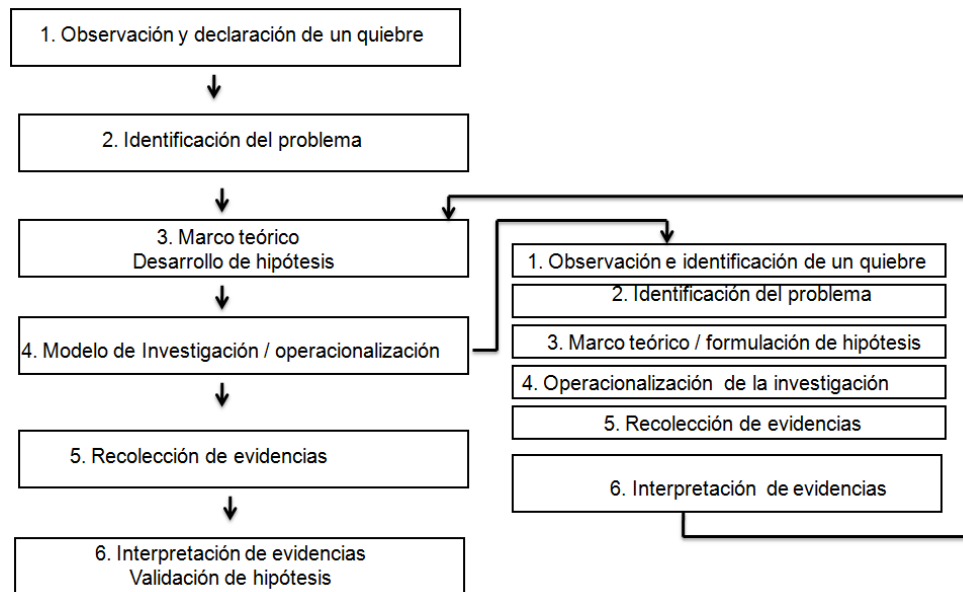 1. Observación y declaración de un quiebre
2. Identificación del problema
3. Marco teórico
Desarrollo de hipótesis
4. Modelo de Investigación / operacionalización
5. Recolección de evidencias
6. Interpretación de evidencias
Validación de hipótesis
1. Observación e identificación de un quiebre
2. Identificación del problema
3. Marco teórico / formulación de hipótesis
4. Operacionalización de la investigación
5. Recolección de evidencias
6. Interpretación de evidencias